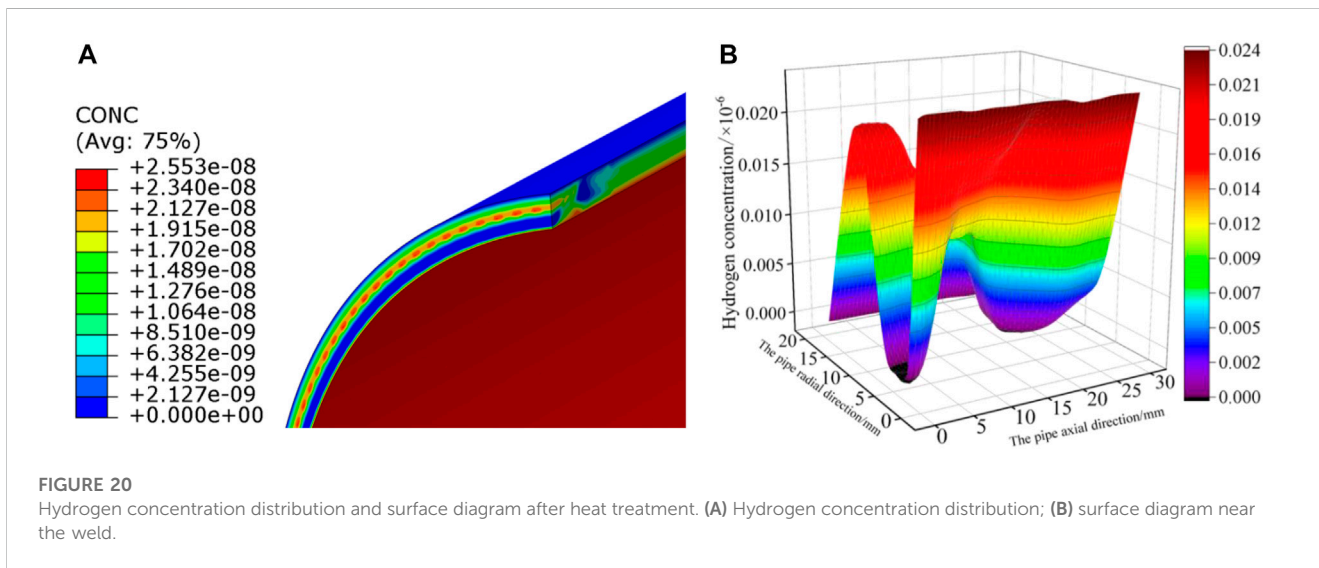 A
CONC
(Avg: 75%)
+2.553e-08
+2.340e-08
+2.127e-08
+1.915e-08
+1.702e-08
+1.489e-08
+1.276e-08
+1.064e-08
+8.510e-09
+6.382e-09
+4.255e-09
+2.127e-09
+0.000e+00
B
Hydrogen concentration/×10⁻⁶
0.020
0.015
0.010
0.005
0.000
20
15
10
5
0
The pipe radial direction/mm
0
5
10
15
20
25
30
The pipe axial direction/mm
0.024
0.021
0.019
0.017
0.014
0.012
0.009
0.007
0.005
0.002
0.000
FIGURE 20
Hydrogen concentration distribution and surface diagram after heat treatment. (A) Hydrogen concentration distribution; (B) surface diagram near
the weld.